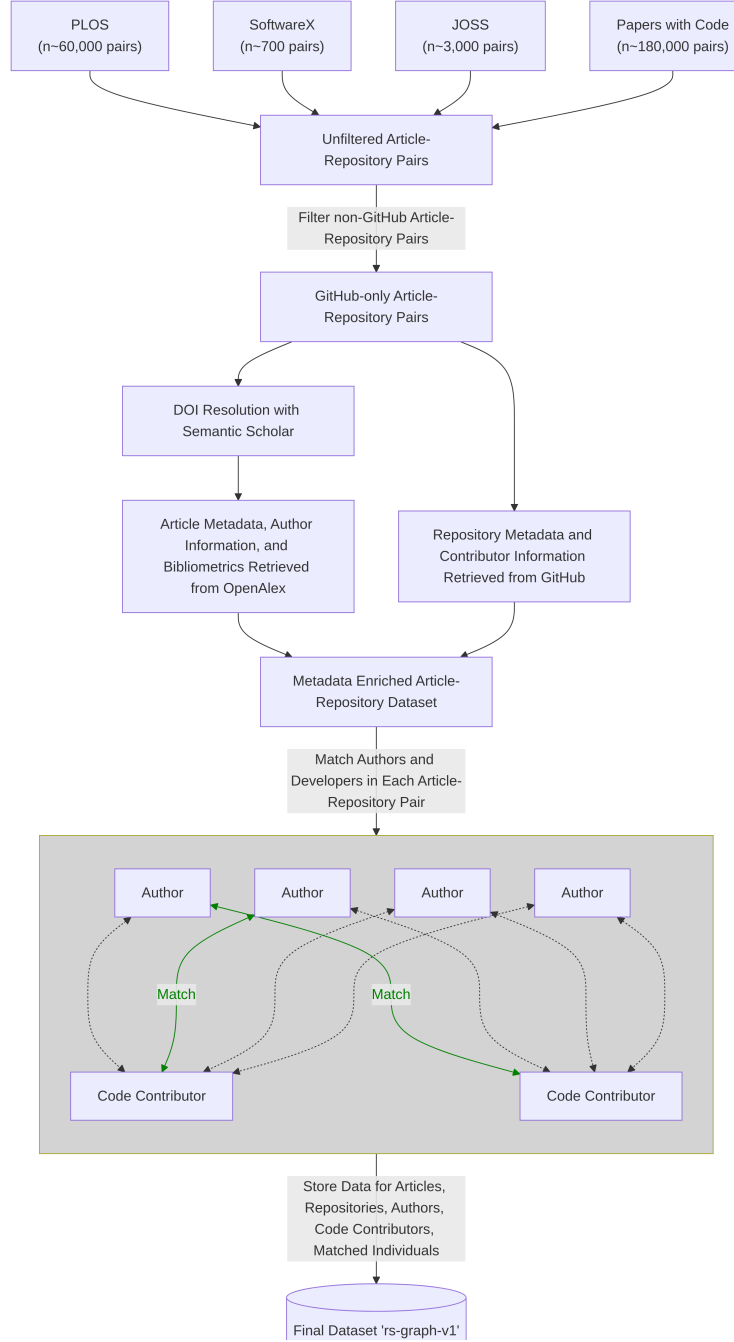 PLOS
(n~60,000 pairs)
SoftwareX
(n~700 pairs)
JOSS
(n~3,000 pairs)
Papers with Code
(n~180,000 pairs)
Unfiltered Article-
Repository Pairs
Filter non-GitHub Article-
Repository Pairs
GitHub-only Article-
Repository Pairs
DOI Resolution with
Semantic Scholar
Article Metadata, Author
Information, and
Bibliometrics Retrieved
from OpenAlex
Repository Metadata and
Contributor Information
Retrieved from GitHub
Metadata Enriched Article-
Repository Dataset
Match Authors and
Developers in Each Article-
Repository Pair
Author
Author
Author
Author
Match
Match
Code Contributor
Code Contributor
Store Data for Articles,
Repositories, Authors,
Code Contributors,
Matched Individuals
Final Dataset 'rs-graph-v1'